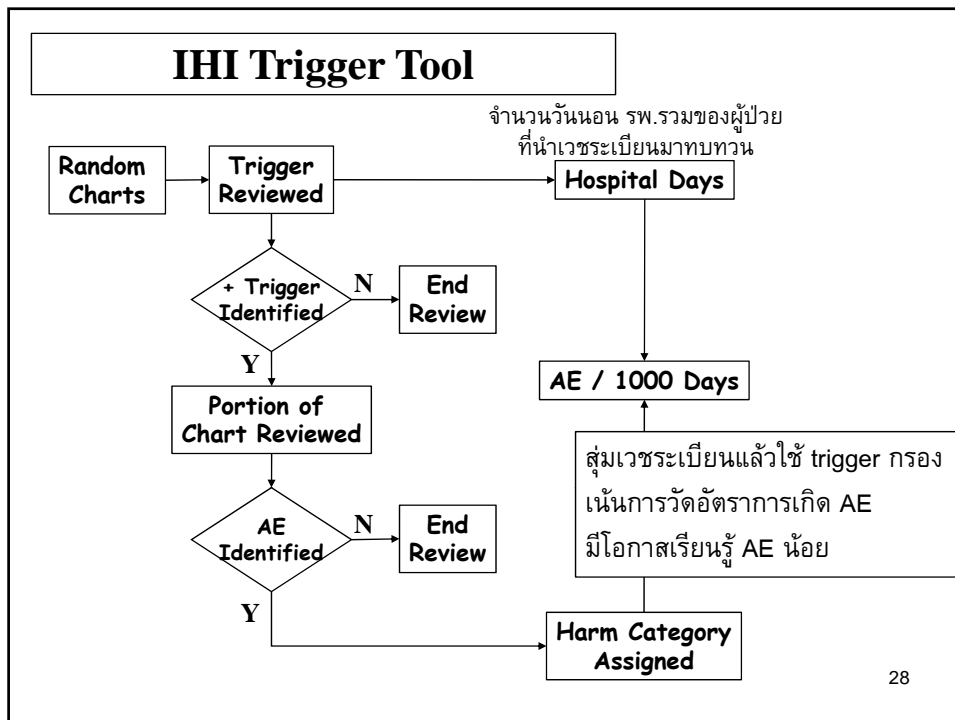 IHI Trigger Tool
จำนวนวันนอน รพ.รวมของผู้ป่วย
ที่นำเวชระเบียนมาทบทวน
Random
Charts
Trigger
Reviewed
Hospital Days
+ Trigger
Identified
N
End
Review
Y
AE / 1000 Days
Portion of
Chart Reviewed
สุ่มเวชระเบียนแล้วใช้ trigger กรอง
เน้นการวัดอัตราการเกิด AE
มีโอกาสเรียนรู้ AE น้อย
AE
Identified
N
End
Review
Y
Harm Category
Assigned
28